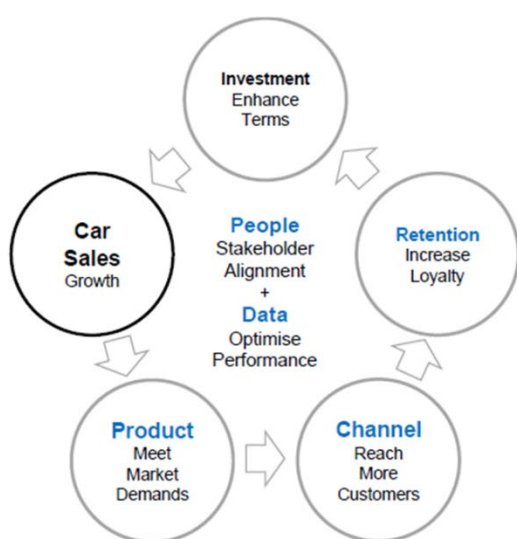 Investment
Enhance
Terms
Car
Sales
Growth
People
Stakeholder
Alignment
+
Data
Optimise
Performance
Retention
Increase
Loyalty
Product
Meet
Market
Demands
Channel
Reach
More
Customers